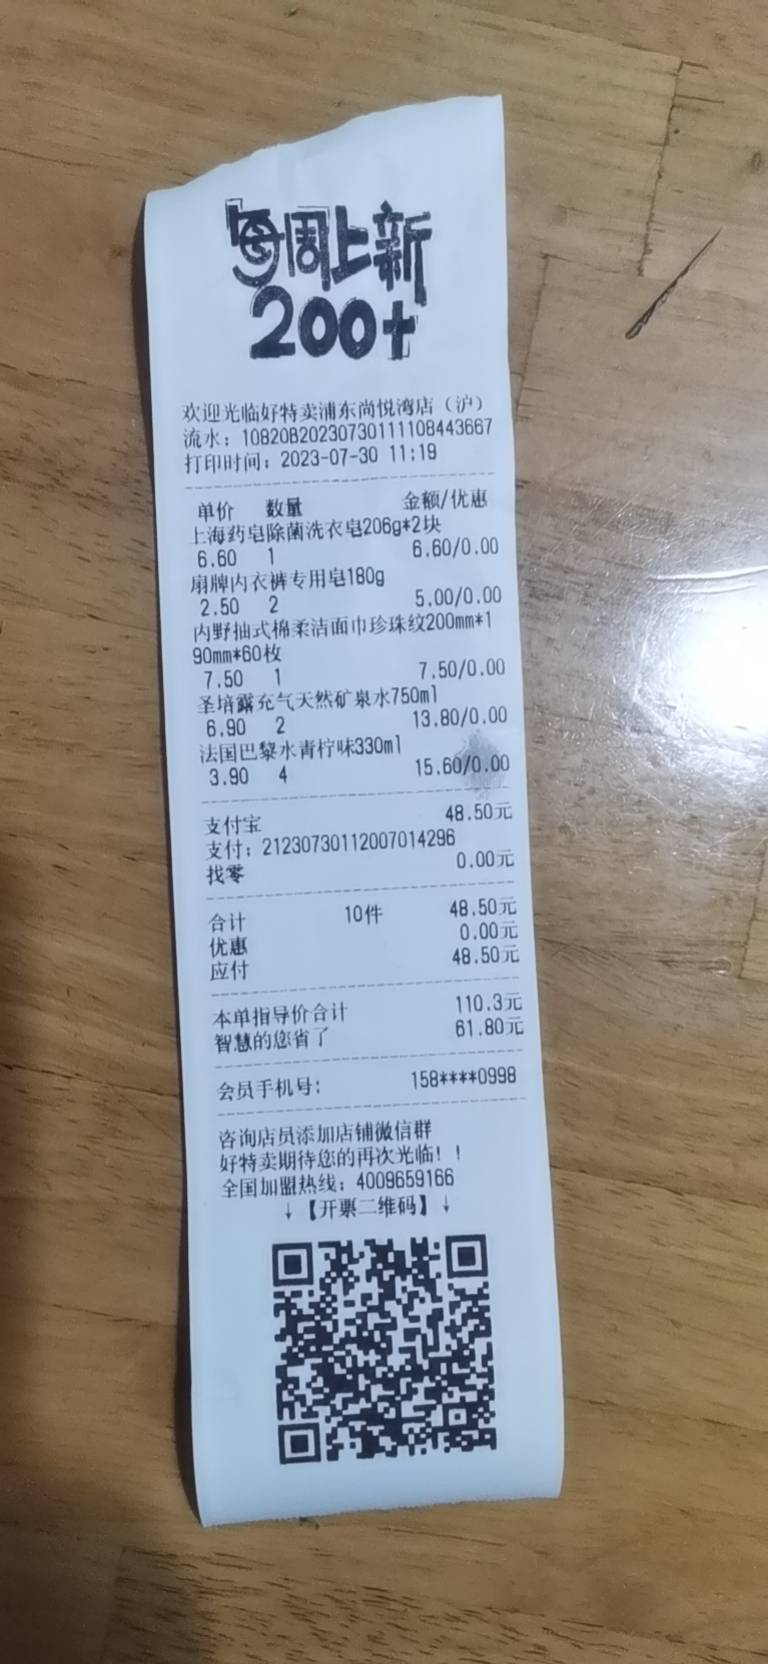 每周上新
200+
欢迎光临好特卖浦东尚悦湾店（沪）
流水：10820820230730111108443667
打印时间：2023-07-30 11:19
单价 数量 金额/优惠
上海药皂除菌洗衣皂206g*2块
6.60 1 6.60/0.00
扇牌内衣裤专用皂180g
2.50 2 5.00/0.00
内野抽式棉柔洁面巾珍珠纹200mm*1
90mm*60枚
7.50 1 7.50/0.00
圣培露充气天然矿泉水750ml
6.90 2 13.80/0.00
法国巴黎水青柠味330ml
3.90 4 15.60/0.00
支付宝 48.50元
支付：21230730112007014296
找零 0.00元
合计 10件 48.50元
优惠 0.00元
应付 48.50元
本单指导价合计 110.3元
智慧的您省了 61.80元
会员手机号： 158****0998
咨询店员添加店铺微信群
好特卖期待您的再次光临！！
全国加盟热线：4009659166
↓【开票二维码】↓